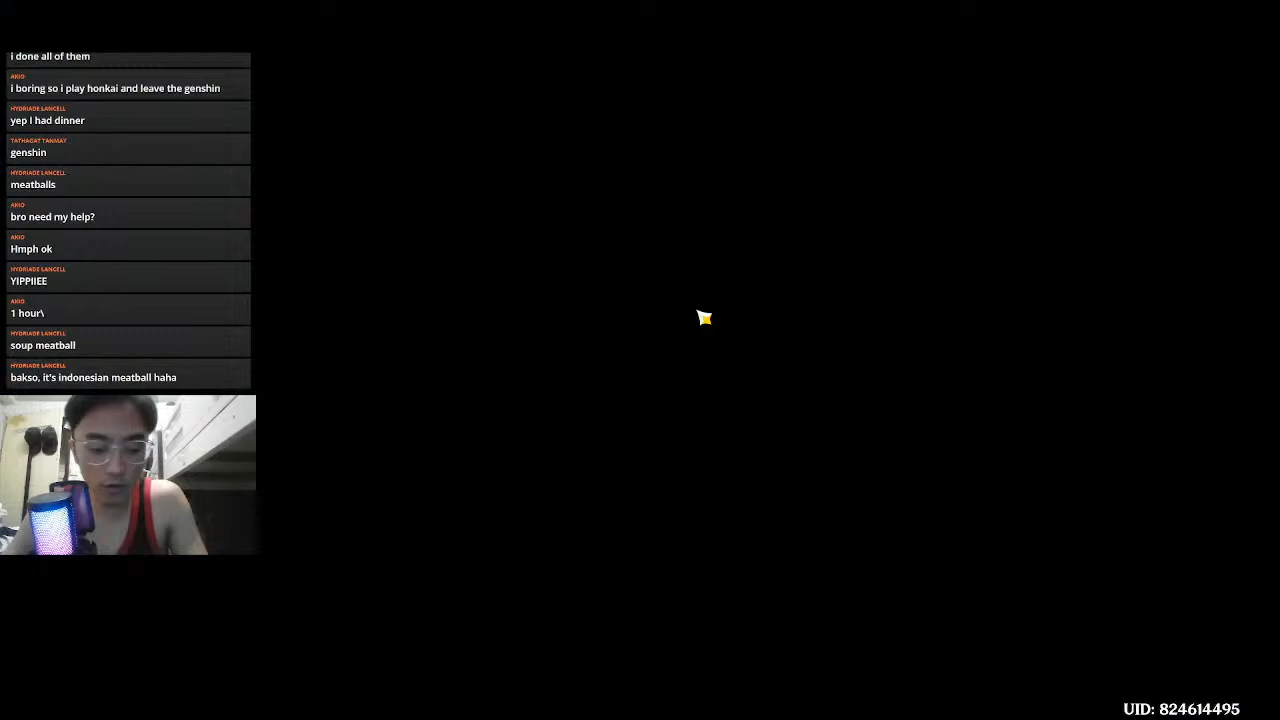 i done all of them
AKIO
i boring so i play honkai and leave the genshin
HYDRIADE LANCELL
yep I had dinner
TATHAGAT TANMAY
genshin
HYDRIADE LANCELL
meatballs
AKIO
bro need my help?
AKIO
Hmph ok
HYDRIADE LANCELL
YIPPIIEE
AKIO
1 hour\
HYDRIADE LANCELL
soup meatball
HYDRIADE LANCELL
bakso, it's indonesian meatball haha
UID: 824614495